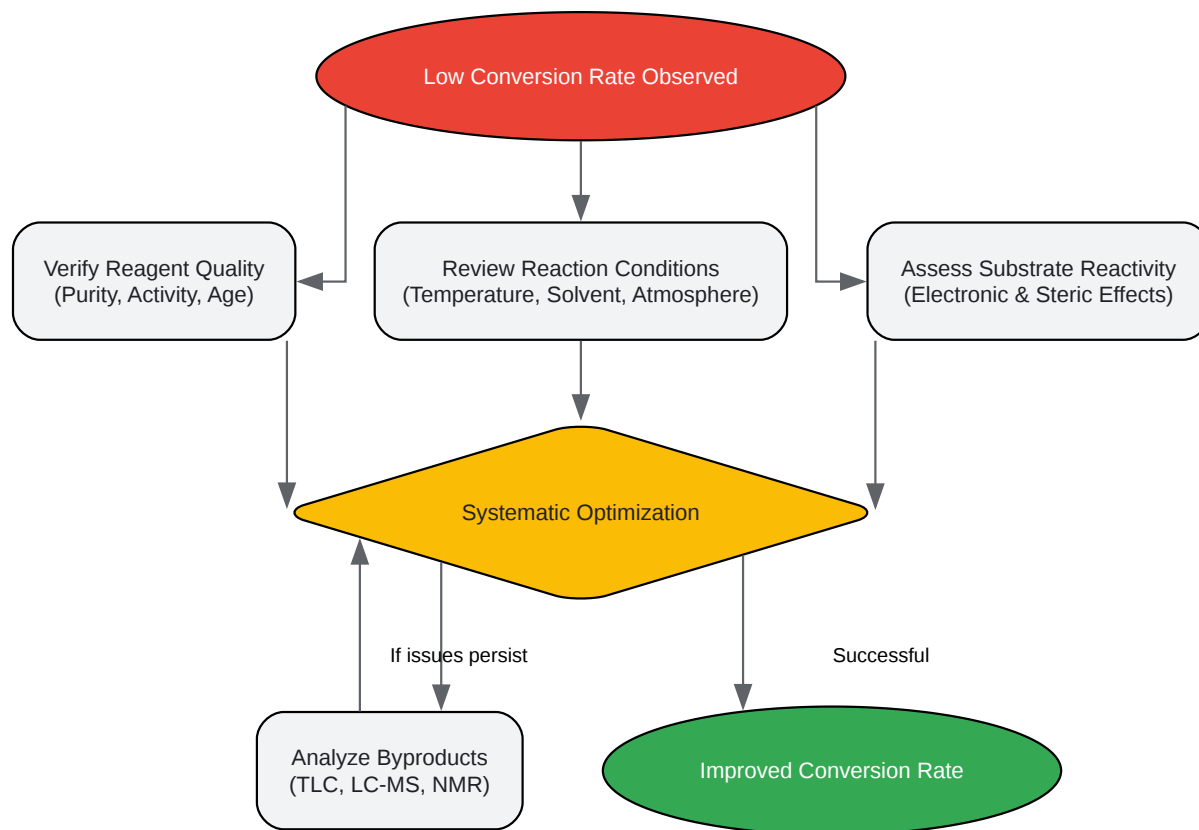 Low Conversion Rate Observed
Verify Reagent Quality
(Purity, Activity, Age)
Review Reaction Conditions
(Temperature, Solvent, Atmosphere)
Assess Substrate Reactivity
(Electronic & Steric Effects)
Systematic Optimization
If issues persist
Successful
Analyze Byproducts
(TLC, LC-MS, NMR)
Improved Conversion Rate